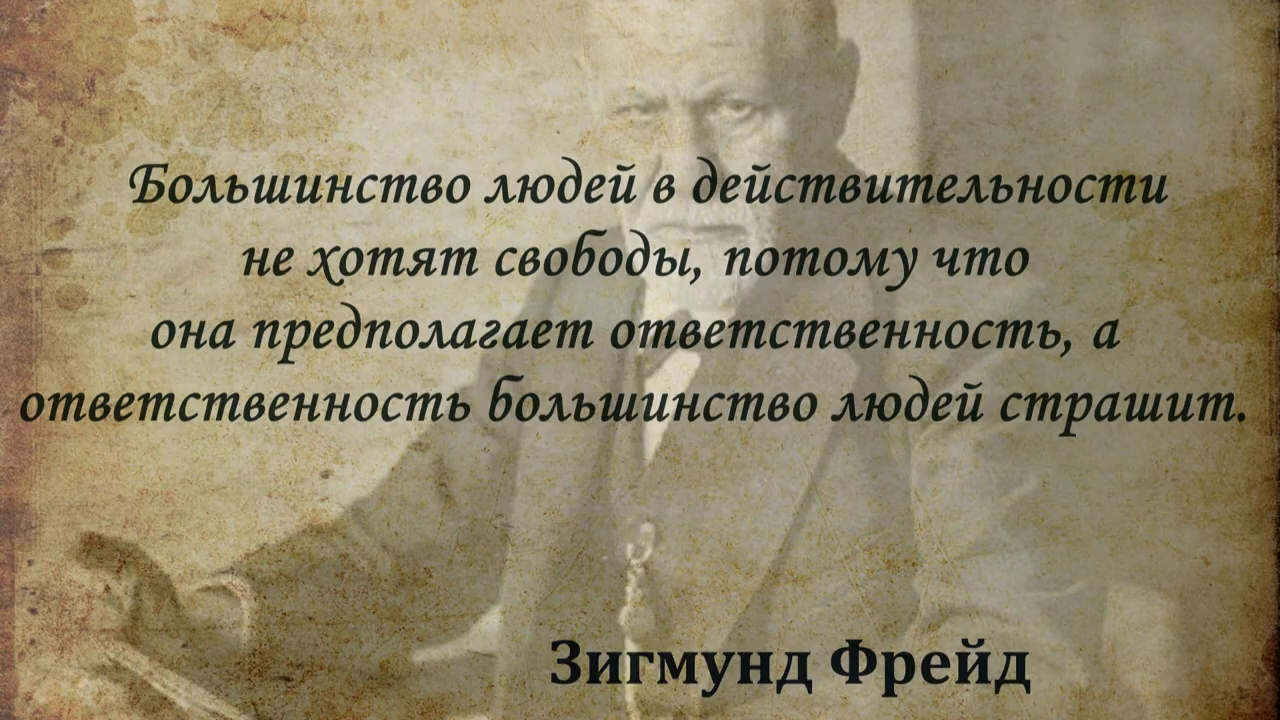 Большинство людей в действительности
не хотят свободы, потому что
она предполагает ответственность, а
ответственность большинство людей страшит.
Зигмунд Фрейд